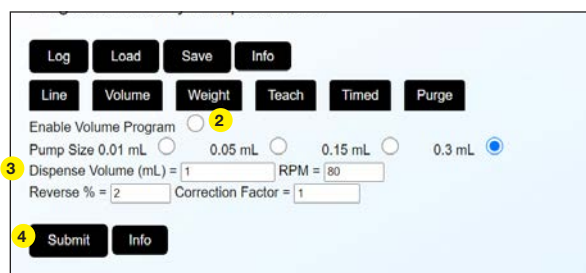 Log Load Save Info
Line Volume Weight Teach Timed Purge
Enable Volume Program 2
Pump Size 0.01 mL 0.05 mL 0.15 mL 0.3 mL
3 Dispense Volume (mL) = 1 RPM = 80
Reverse % = 2 Correction Factor = 1
4 Submit Info